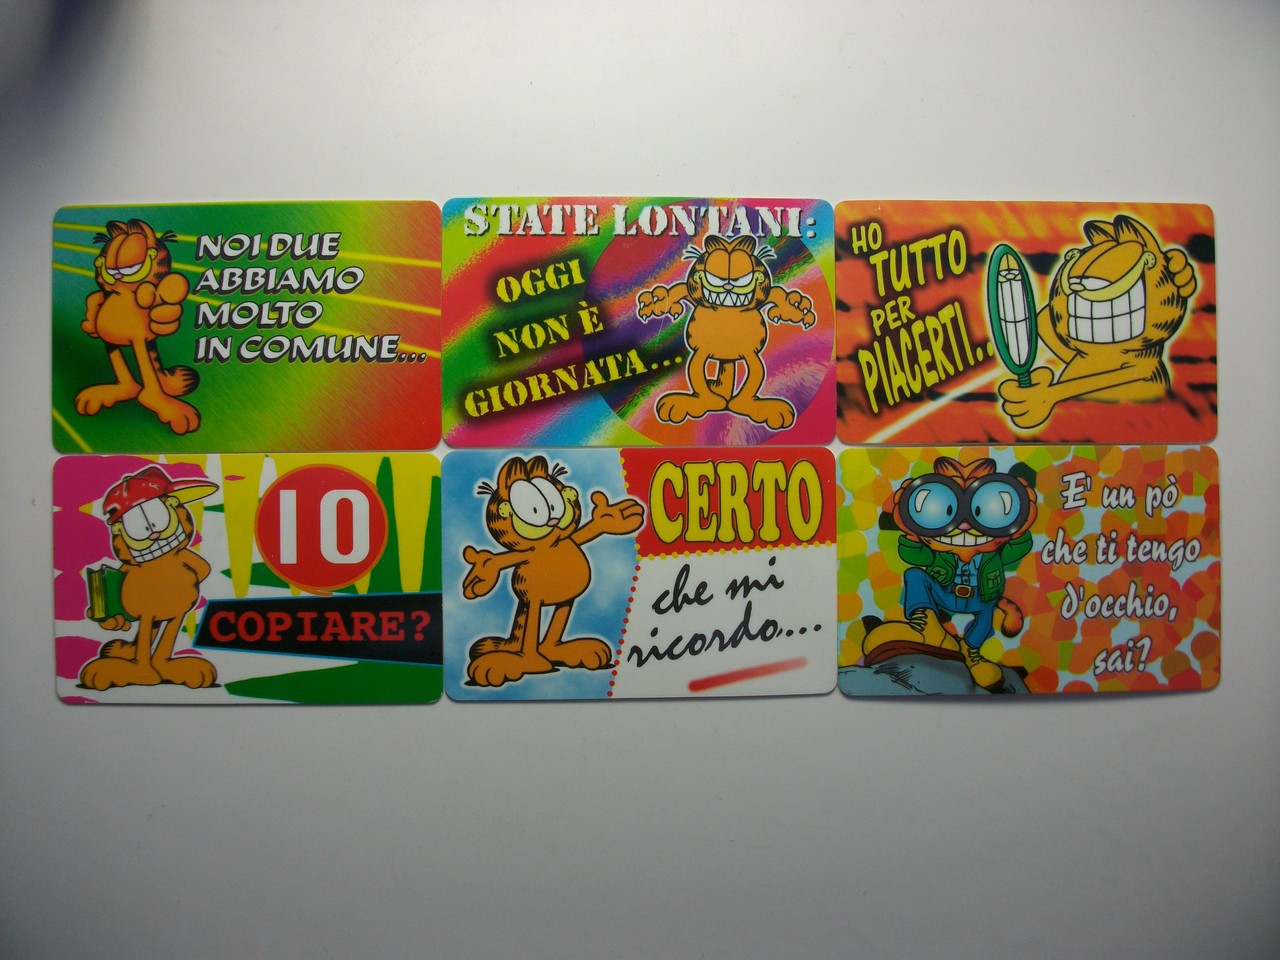 NOI DUE
ABBIAMO
MOLTO
IN COMUNE...
STATE LONTANI:
OGGI
NON È
GIORNATA...
HO
TUTTO
PER
PIACERTI..
IO
COPIARE?
CERTO
che mi
ricordo....
E' un pò
che ti tengo
d'occhio,
sai?